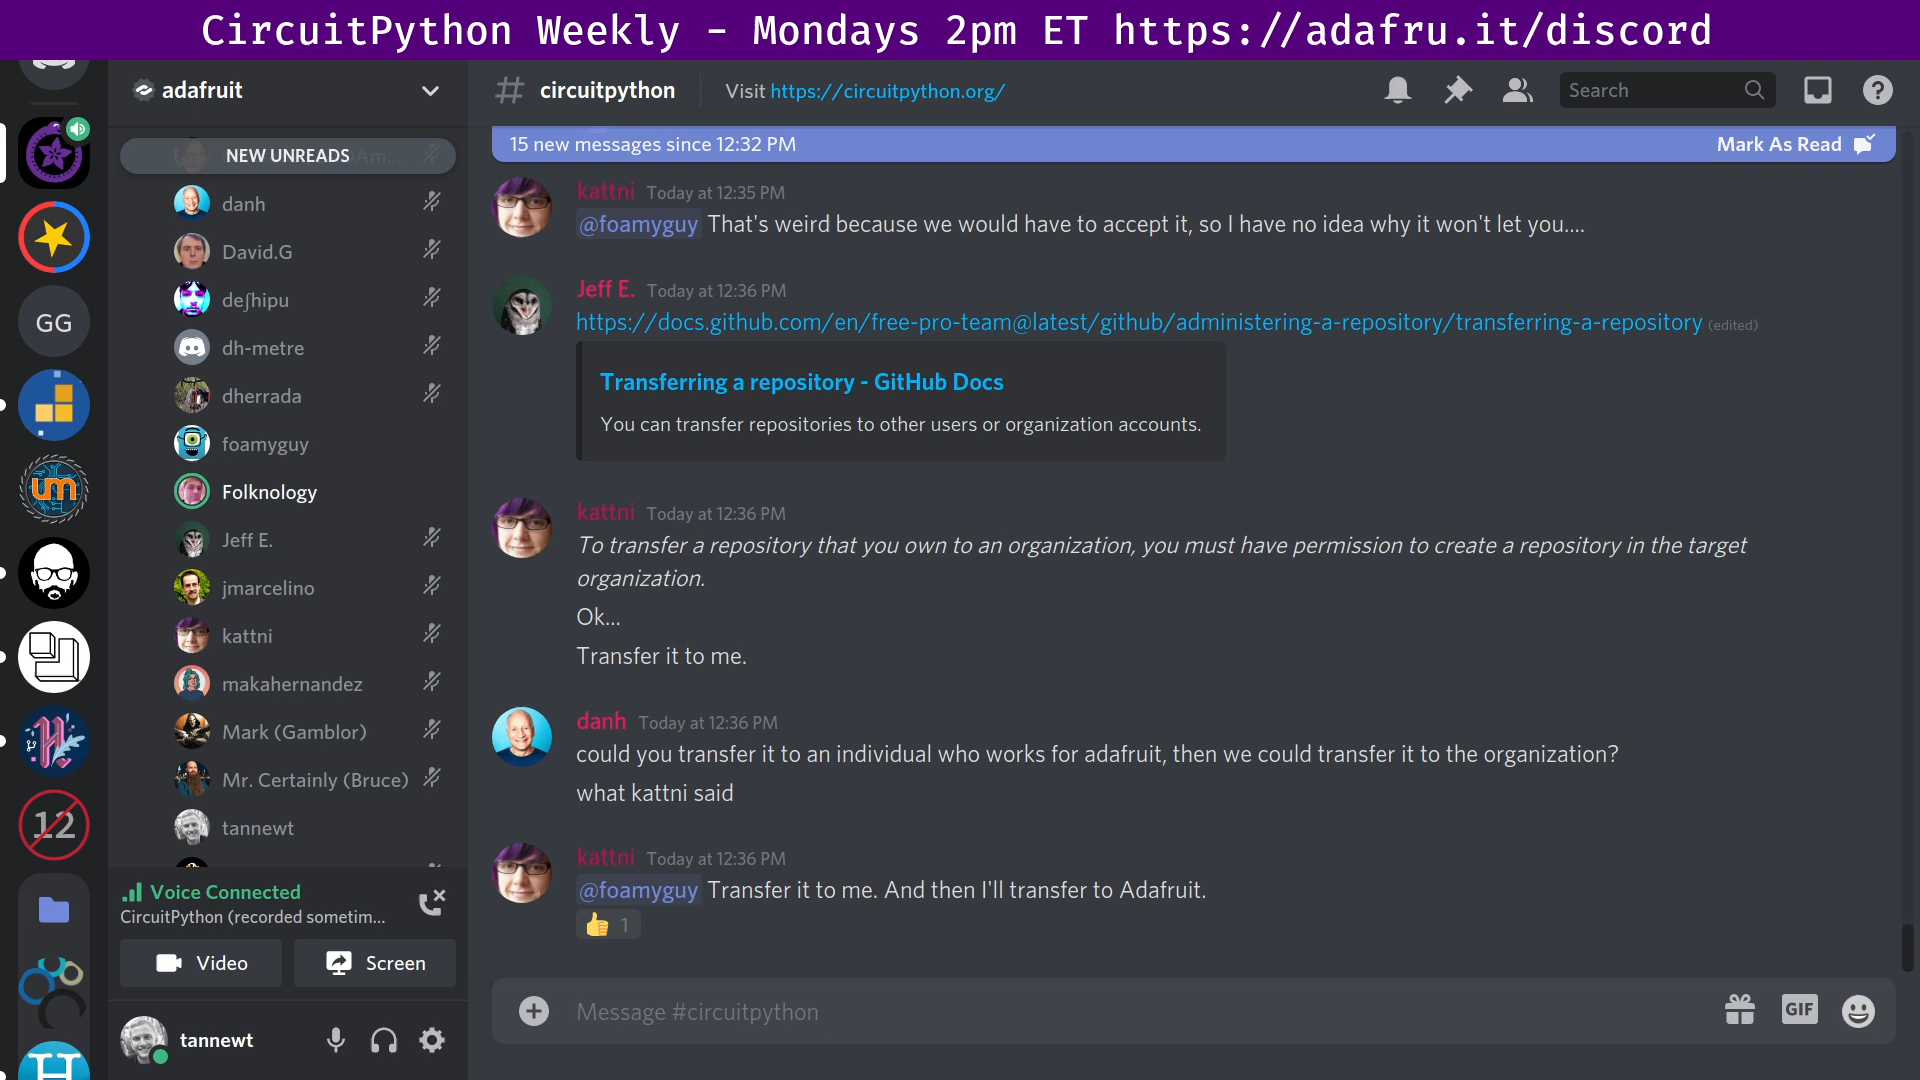 CircuitPython Weekly – Mondays 2pm ET https://adafru.it/discord
adafruit
circuitpython
Visit https://circuitpython.org/
Search
NEW UNREADS
danh
David.G
deʃhipu
dh-metre
dherrada
foamyguy
Folknology
Jeff E.
jmarcelino
kattni
makahernandez
Mark (Gamblor)
Mr. Certainly (Bruce)
tannewt
GG
um
12
H
Voice Connected
CircuitPython (recorded sometim...
Video
Screen
tannewt
15 new messages since 12:32 PM
Mark As Read
kattni Today at 12:35 PM
@foamyguy That's weird because we would have to accept it, so I have no idea why it won't let you....
Jeff E. Today at 12:36 PM
https://docs.github.com/en/free-pro-team@latest/github/administering-a-repository/transferring-a-repository (edited)
Transferring a repository - GitHub Docs
You can transfer repositories to other users or organization accounts.
kattni Today at 12:36 PM
To transfer a repository that you own to an organization, you must have permission to create a repository in the target
organization.
Ok...
Transfer it to me.
danh Today at 12:36 PM
could you transfer it to an individual who works for adafruit, then we could transfer it to the organization?
what kattni said
kattni Today at 12:36 PM
@foamyguy Transfer it to me. And then I'll transfer to Adafruit.
1
Message #circuitpython
GIF